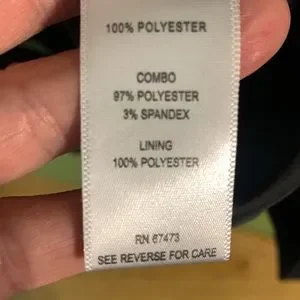 100% POLYESTER
COMBO
97% POLYESTER
3% SPANDEX
LINING
100% POLYESTER
RN 67473
SEE REVERSE FOR CARE